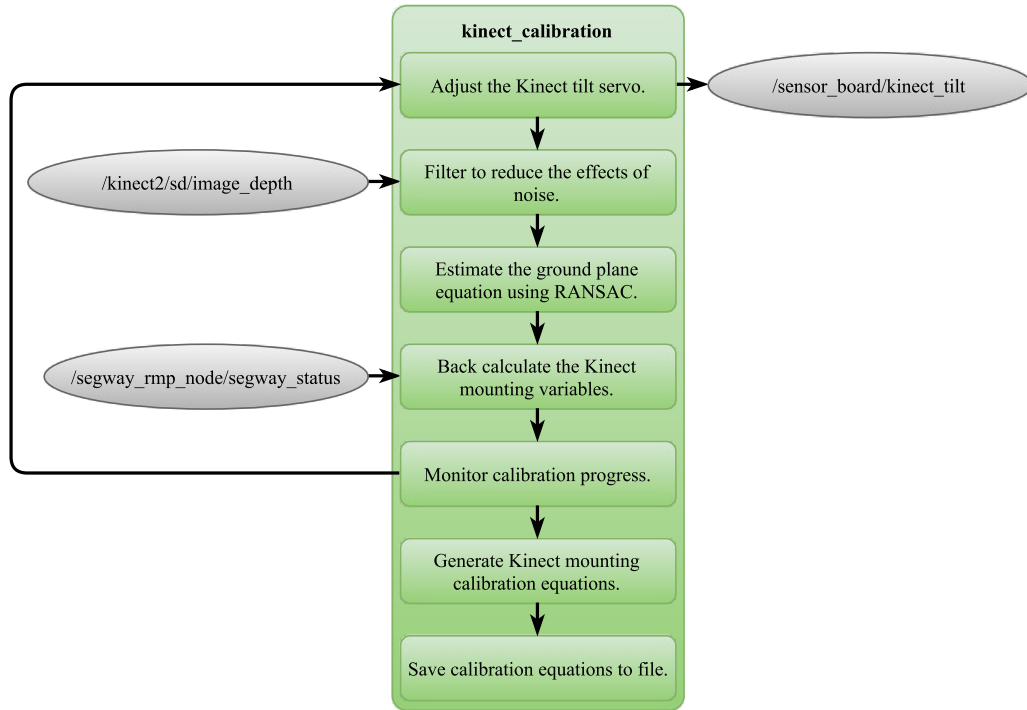 kinect_calibration
Adjust the Kinect tilt servo.
/sensor_board/kinect_tilt
/kinect2/sd/image_depth
Filter to reduce the effects of
noise.
Estimate the ground plane
equation using RANSAC.
/segway_rmp_node/segway_status
Back calculate the Kinect
mounting variables.
Monitor calibration progress.
Generate Kinect mounting
calibration equations.
Save calibration equations to file.